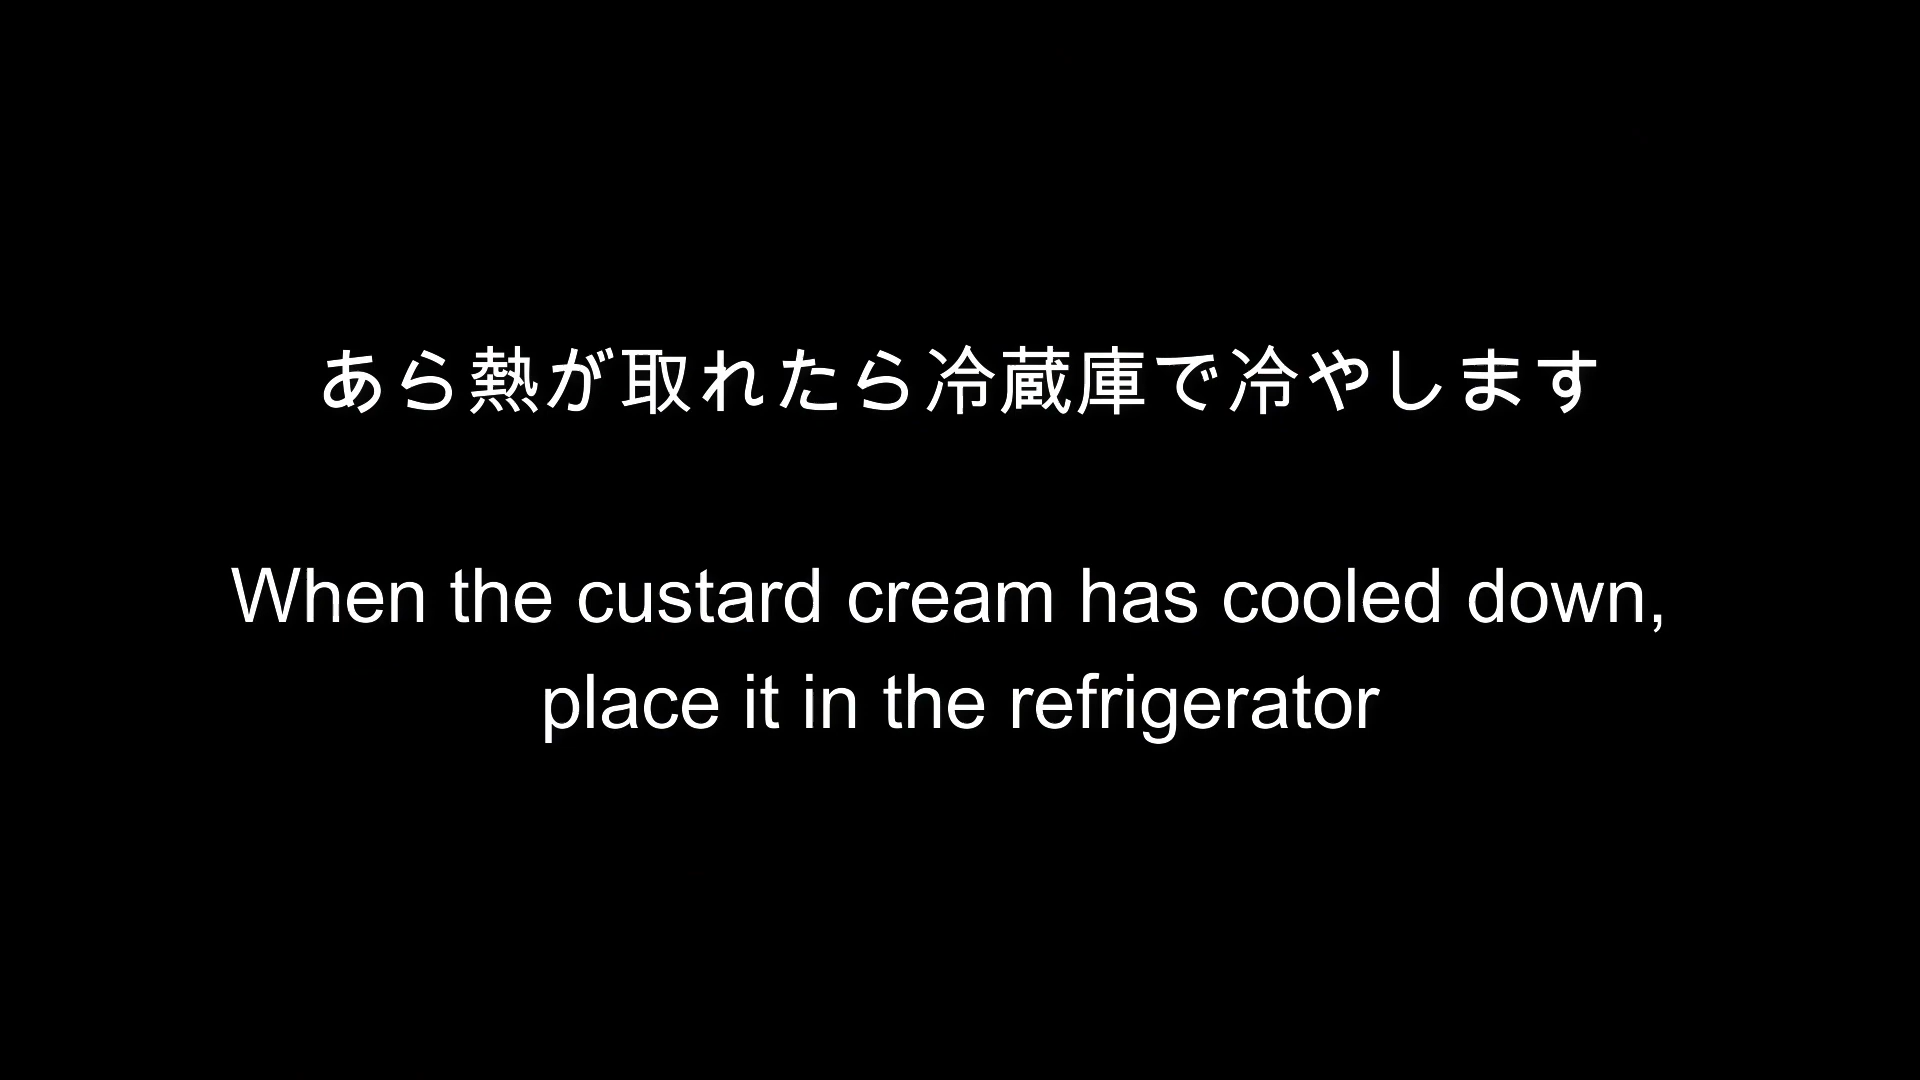 あら熱が取れたら冷蔵庫で冷やします
When the custard cream has cooled down,
place it in the refrigerator